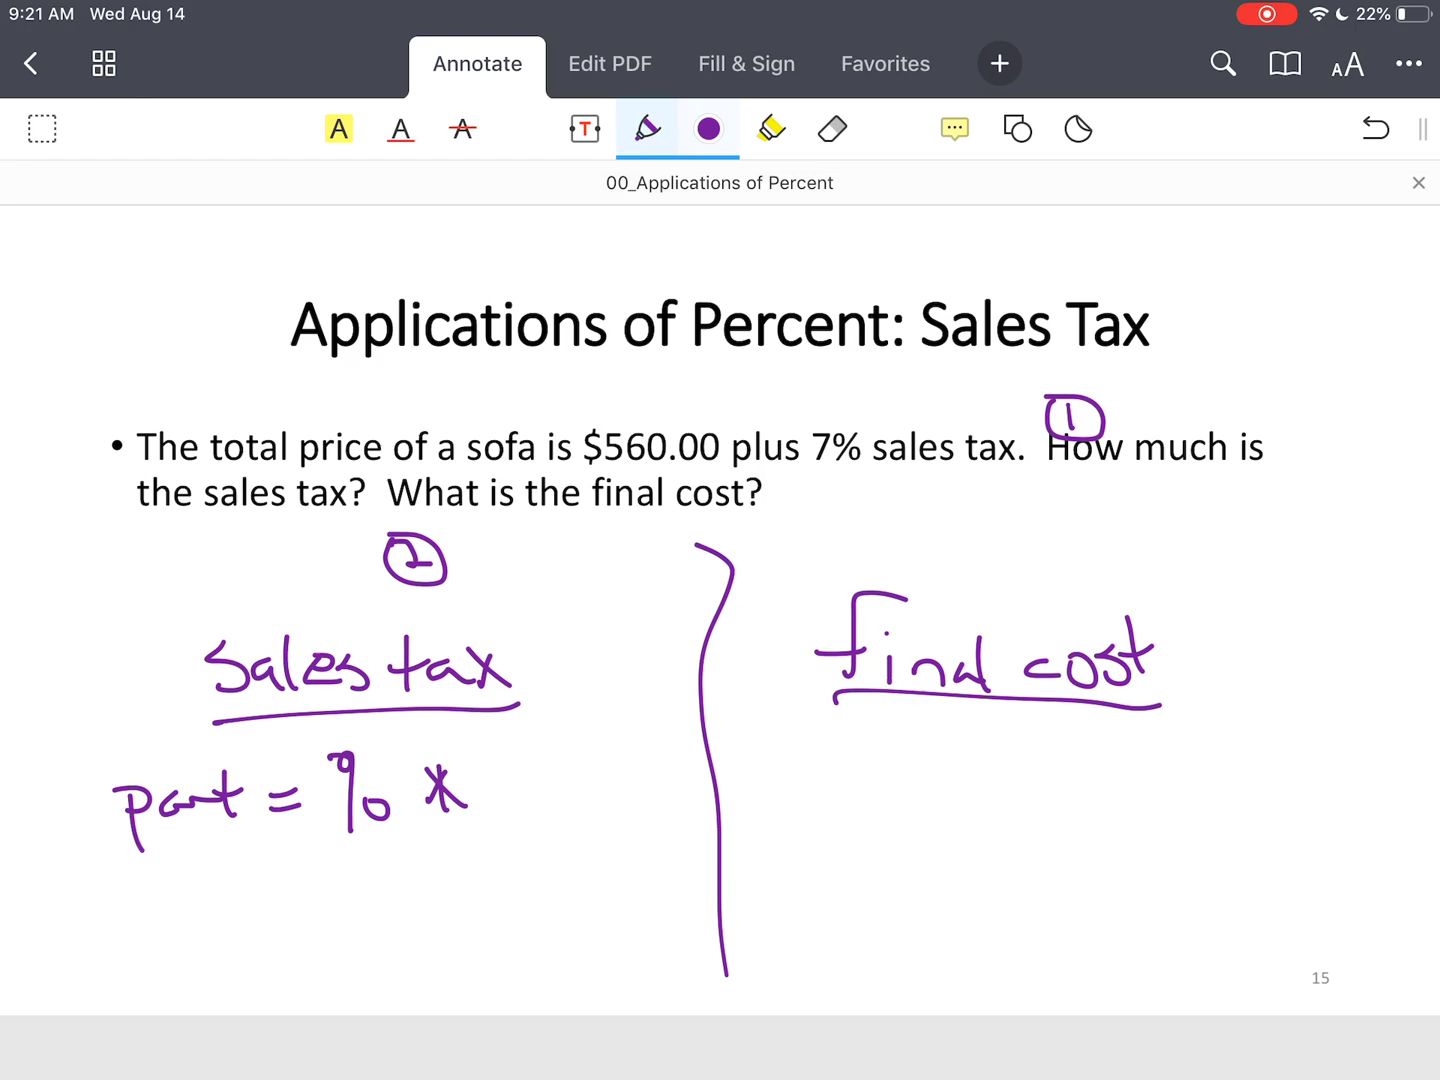 9:21 AM Wed Aug 14 22%
Annotate Edit PDF Fill & Sign Favorites
00_Applications of Percent
Applications of Percent: Sales Tax
①
• The total price of a sofa is $560.00 plus 7% sales tax. How much is
the sales tax? What is the final cost?
②
sales tax
final cost
part = % *
15